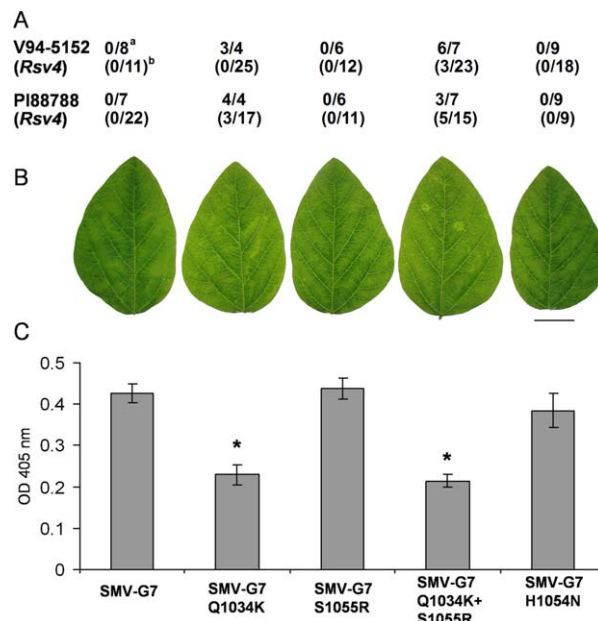 A
V94-5152 0/8a 3/4 0/6 6/7 0/9
(Rsv4) (0/11)b (0/25) (0/12) (3/23) (0/18)
PI88788 0/7 4/4 0/6 3/7 0/9
(Rsv4) (0/22) (3/17) (0/11) (5/15) (0/9)
B
C
0.5
0.4
0.3
0.2
0.1
0
OD 405 nm
* *
SMV-G7 SMV-G7 SMV-G7 SMV-G7 SMV-G7
Q1034K S1055R Q1034K+ H1054N
S1055R